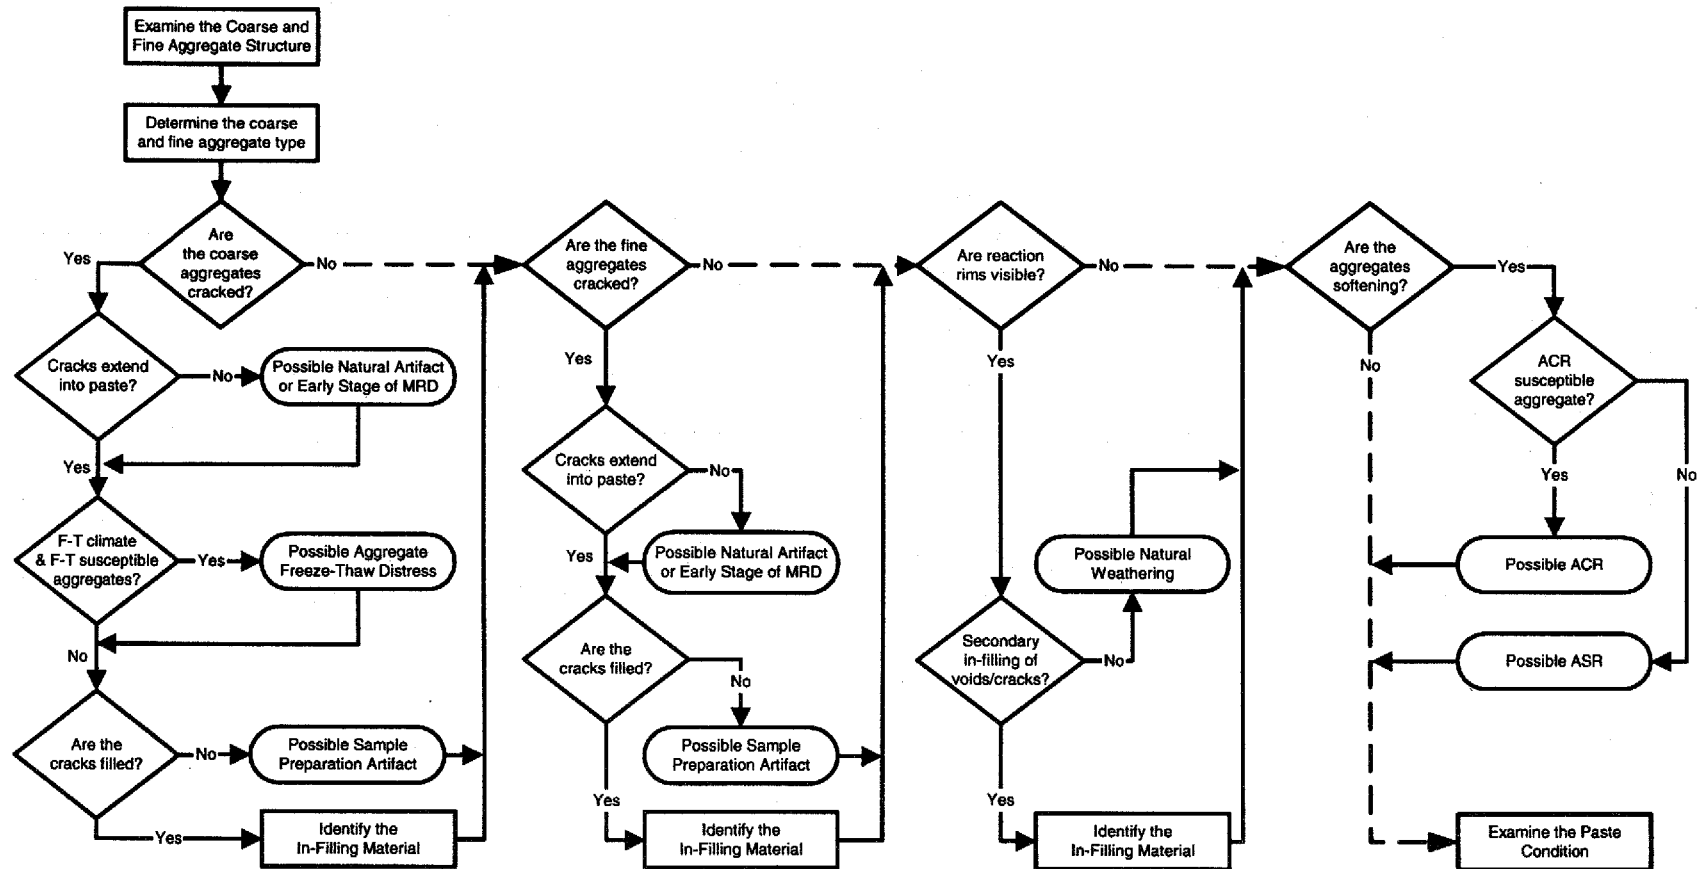 Examine the Coarse and
Fine Aggregate Structure
Determine the coarse
and fine aggregate type
Are
the coarse
aggregates
cracked?
Yes
No
Cracks extend
into paste?
No
Possible Natural Artifact
or Early Stage of MRD
Yes
F-T climate
& F-T susceptible
aggregates?
Yes
Possible Aggregate
Freeze-Thaw Distress
No
Are the
cracks filled?
No
Possible Sample
Preparation Artifact
Yes
Identify the
In-Filling Material
Are the fine
aggregates
cracked?
No
Yes
Cracks extend
into paste?
No
Yes
Possible Natural Artifact
or Early Stage of MRD
Are the
cracks filled?
No
Possible Sample
Preparation Artifact
Yes
Identify the
In-Filling Material
Are reaction
rims visible?
No
Yes
Possible Natural
Weathering
Secondary
in-filling of
voids/cracks?
No
Yes
Identify the
In-Filling Material
Are the
aggregates
softening?
Yes
No
ACR
susceptible
aggregate?
Yes
No
Possible ACR
Possible ASR
Examine the Paste
Condition